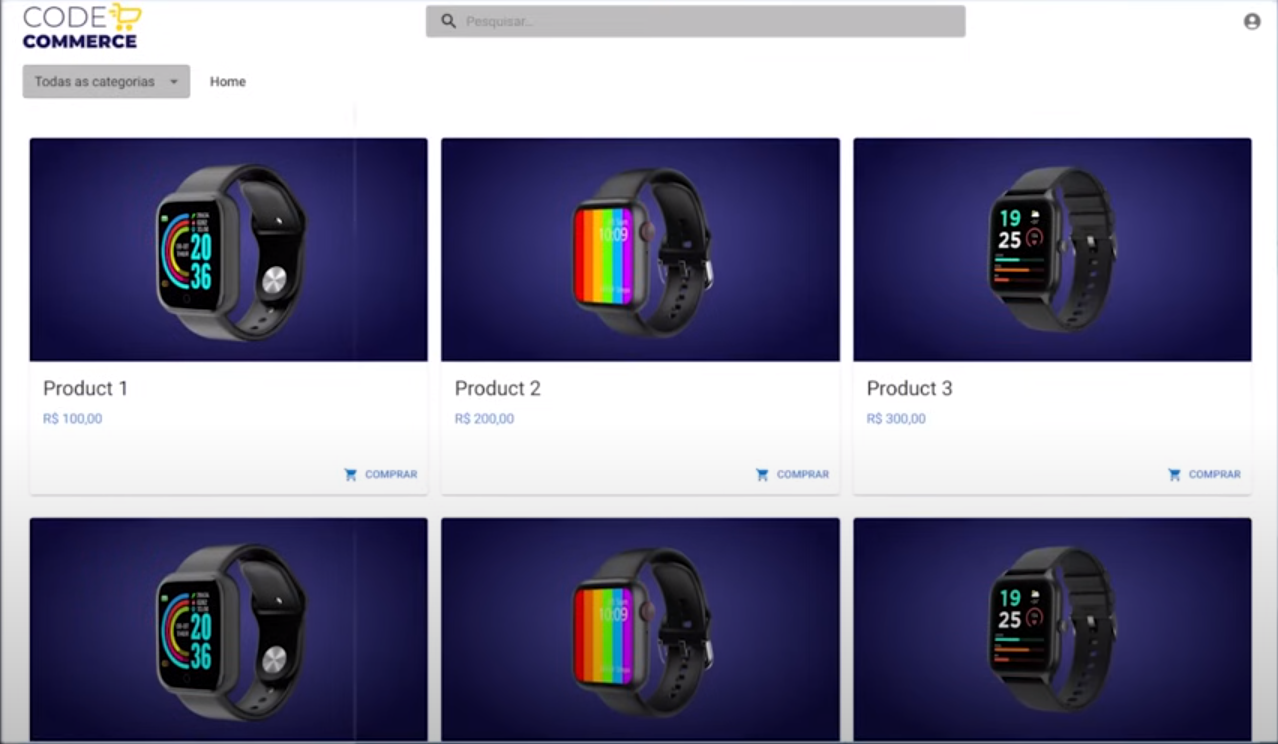 CODE
COMMERCE
Pesquisar...
Todas as categorias
Home
20
36
10:09
19
25
Product 1
R$ 100,00
COMPRAR
Product 2
R$ 200,00
COMPRAR
Product 3
R$ 300,00
COMPRAR
20
36
10:09
19
25